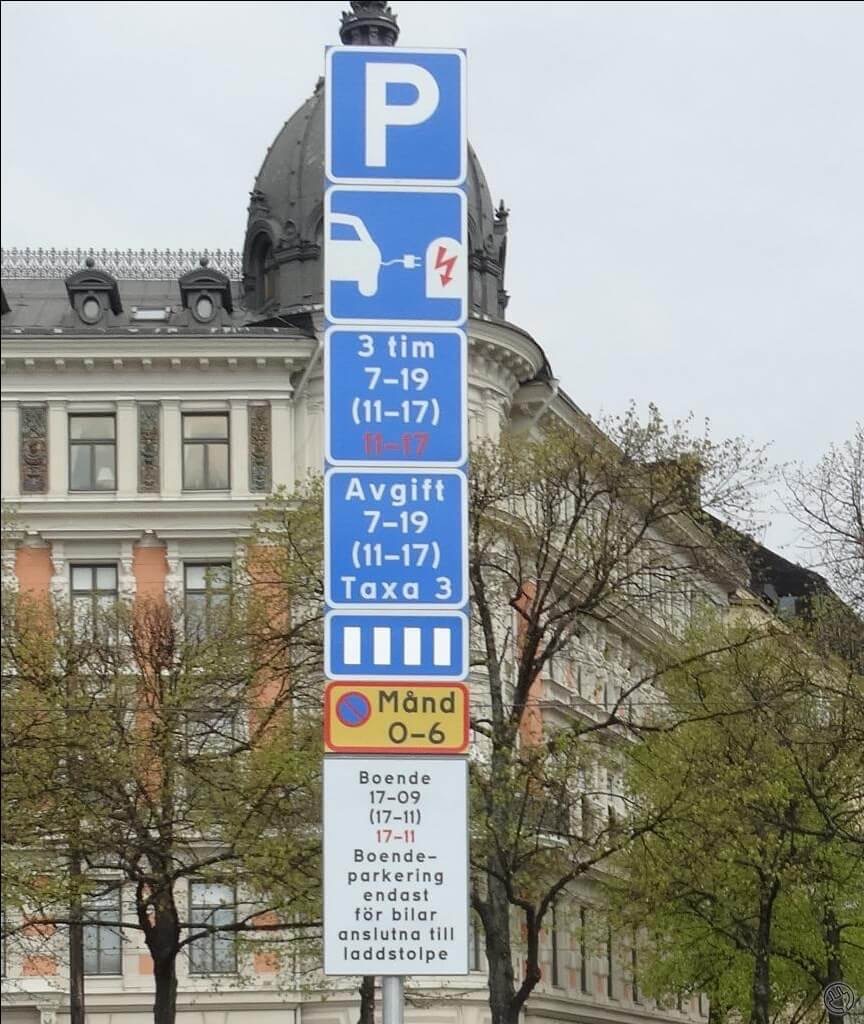 P
3 tim
7-19
(11-17)
11-17
Avgift
7-19
(11-17)
Taxa 3
Månd
0-6
Boende
17-09
(17-11)
17-11
Boende-
parkering
endast
för bilar
anslutna till
laddstolpe